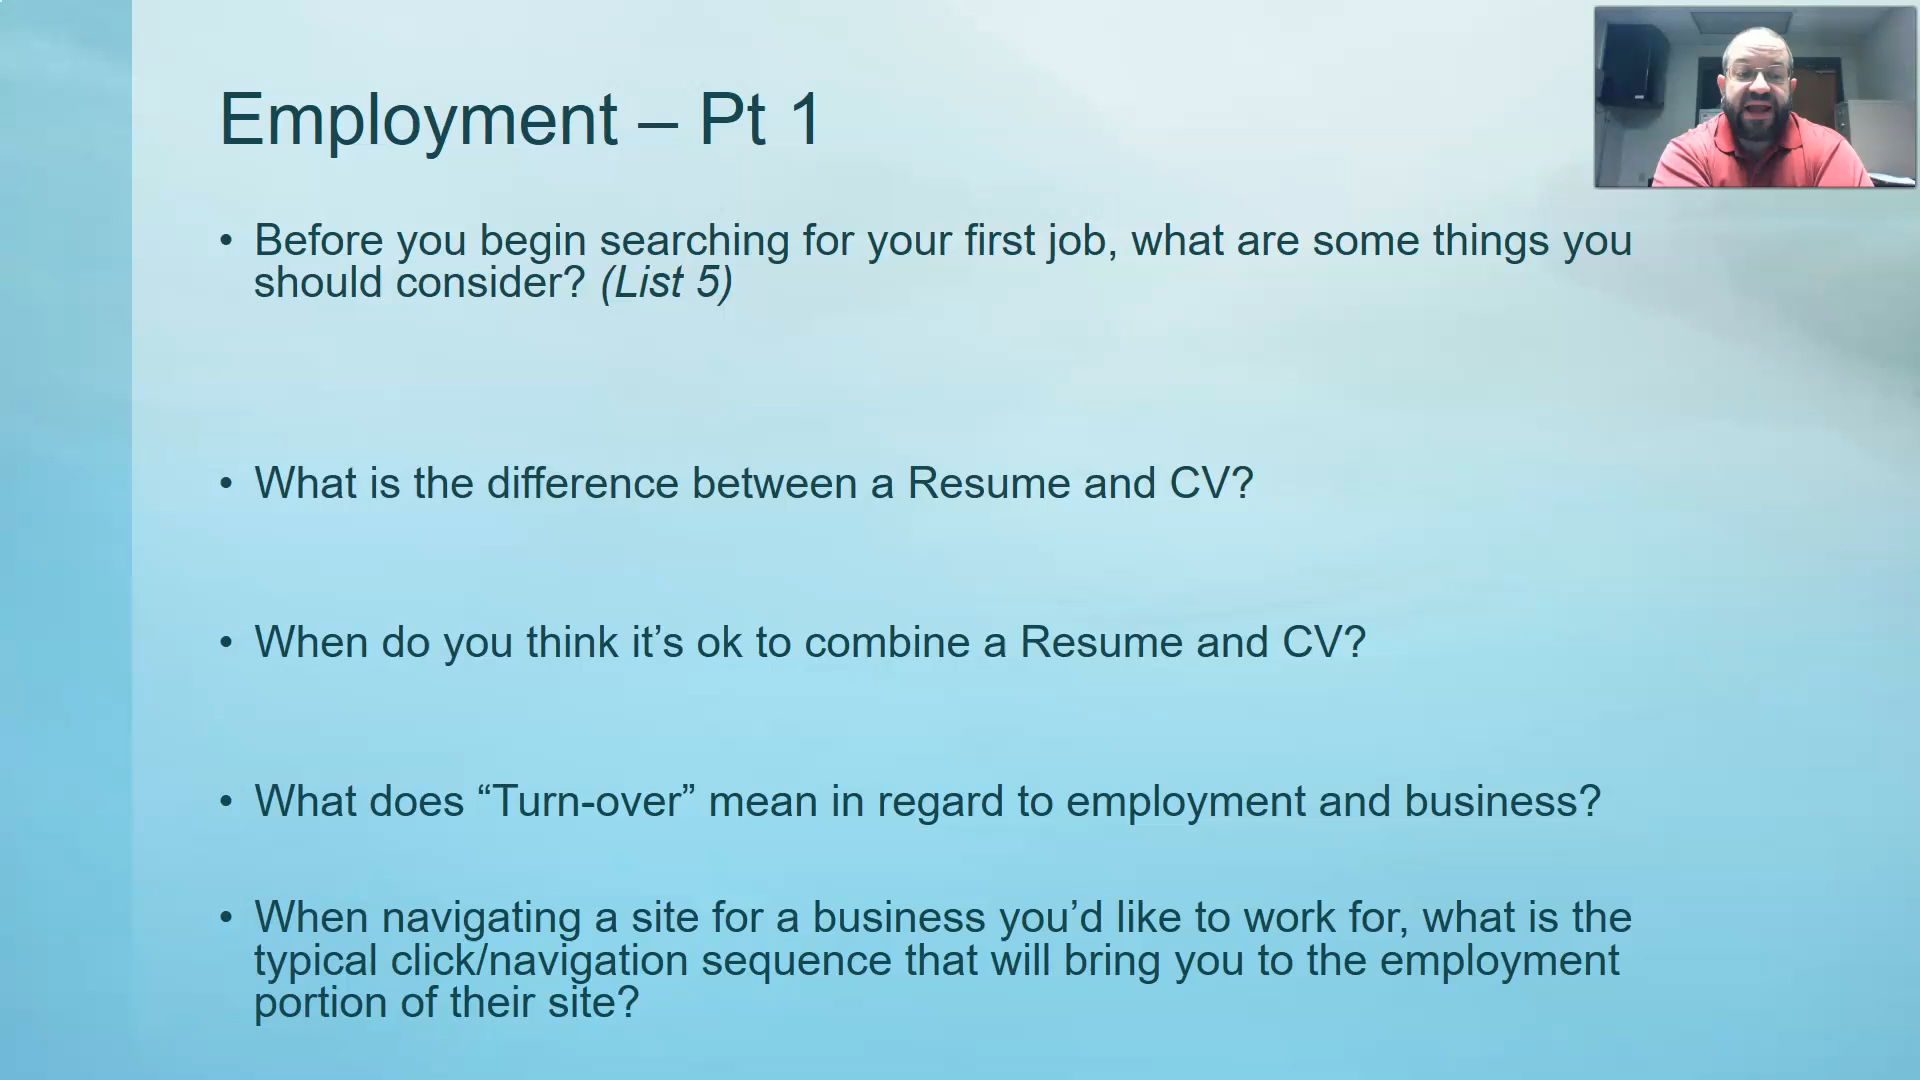 Employment – Pt 1
• Before you begin searching for your first job, what are some things you
should consider? (List 5)
• What is the difference between a Resume and CV?
• When do you think it’s ok to combine a Resume and CV?
• What does “Turn-over” mean in regard to employment and business?
• When navigating a site for a business you’d like to work for, what is the
typical click/navigation sequence that will bring you to the employment
portion of their site?